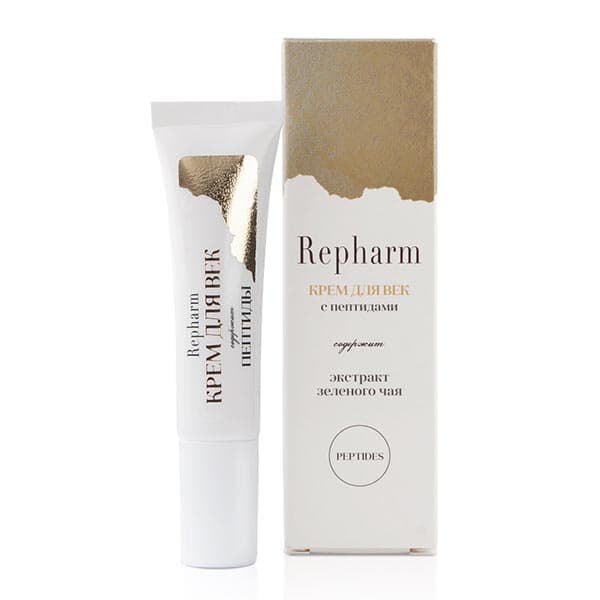 Repharm
КРЕМ ДЛЯ ВЕК
содержит
ПЕПТИДЫ
Repharm
КРЕМ ДЛЯ ВЕК
с пептидами
содержит
экстракт
зеленого чая
PEPTIDES